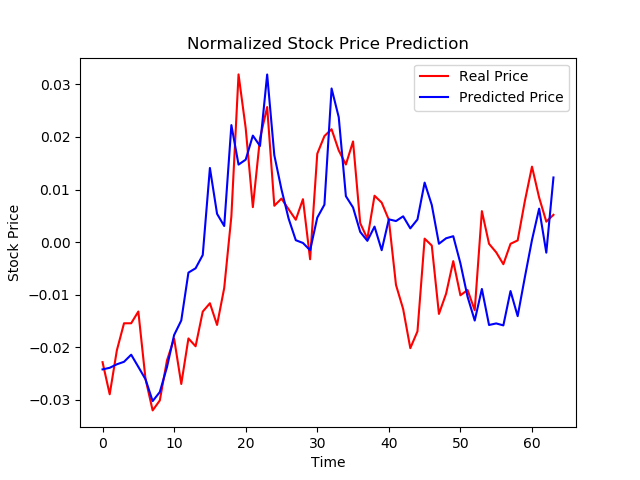 Normalized Stock Price Prediction
Real Price
Predicted Price
Stock Price
0.03
0.02
0.01
0.00
−0.01
−0.02
−0.03
0 10 20 30 40 50 60
Time